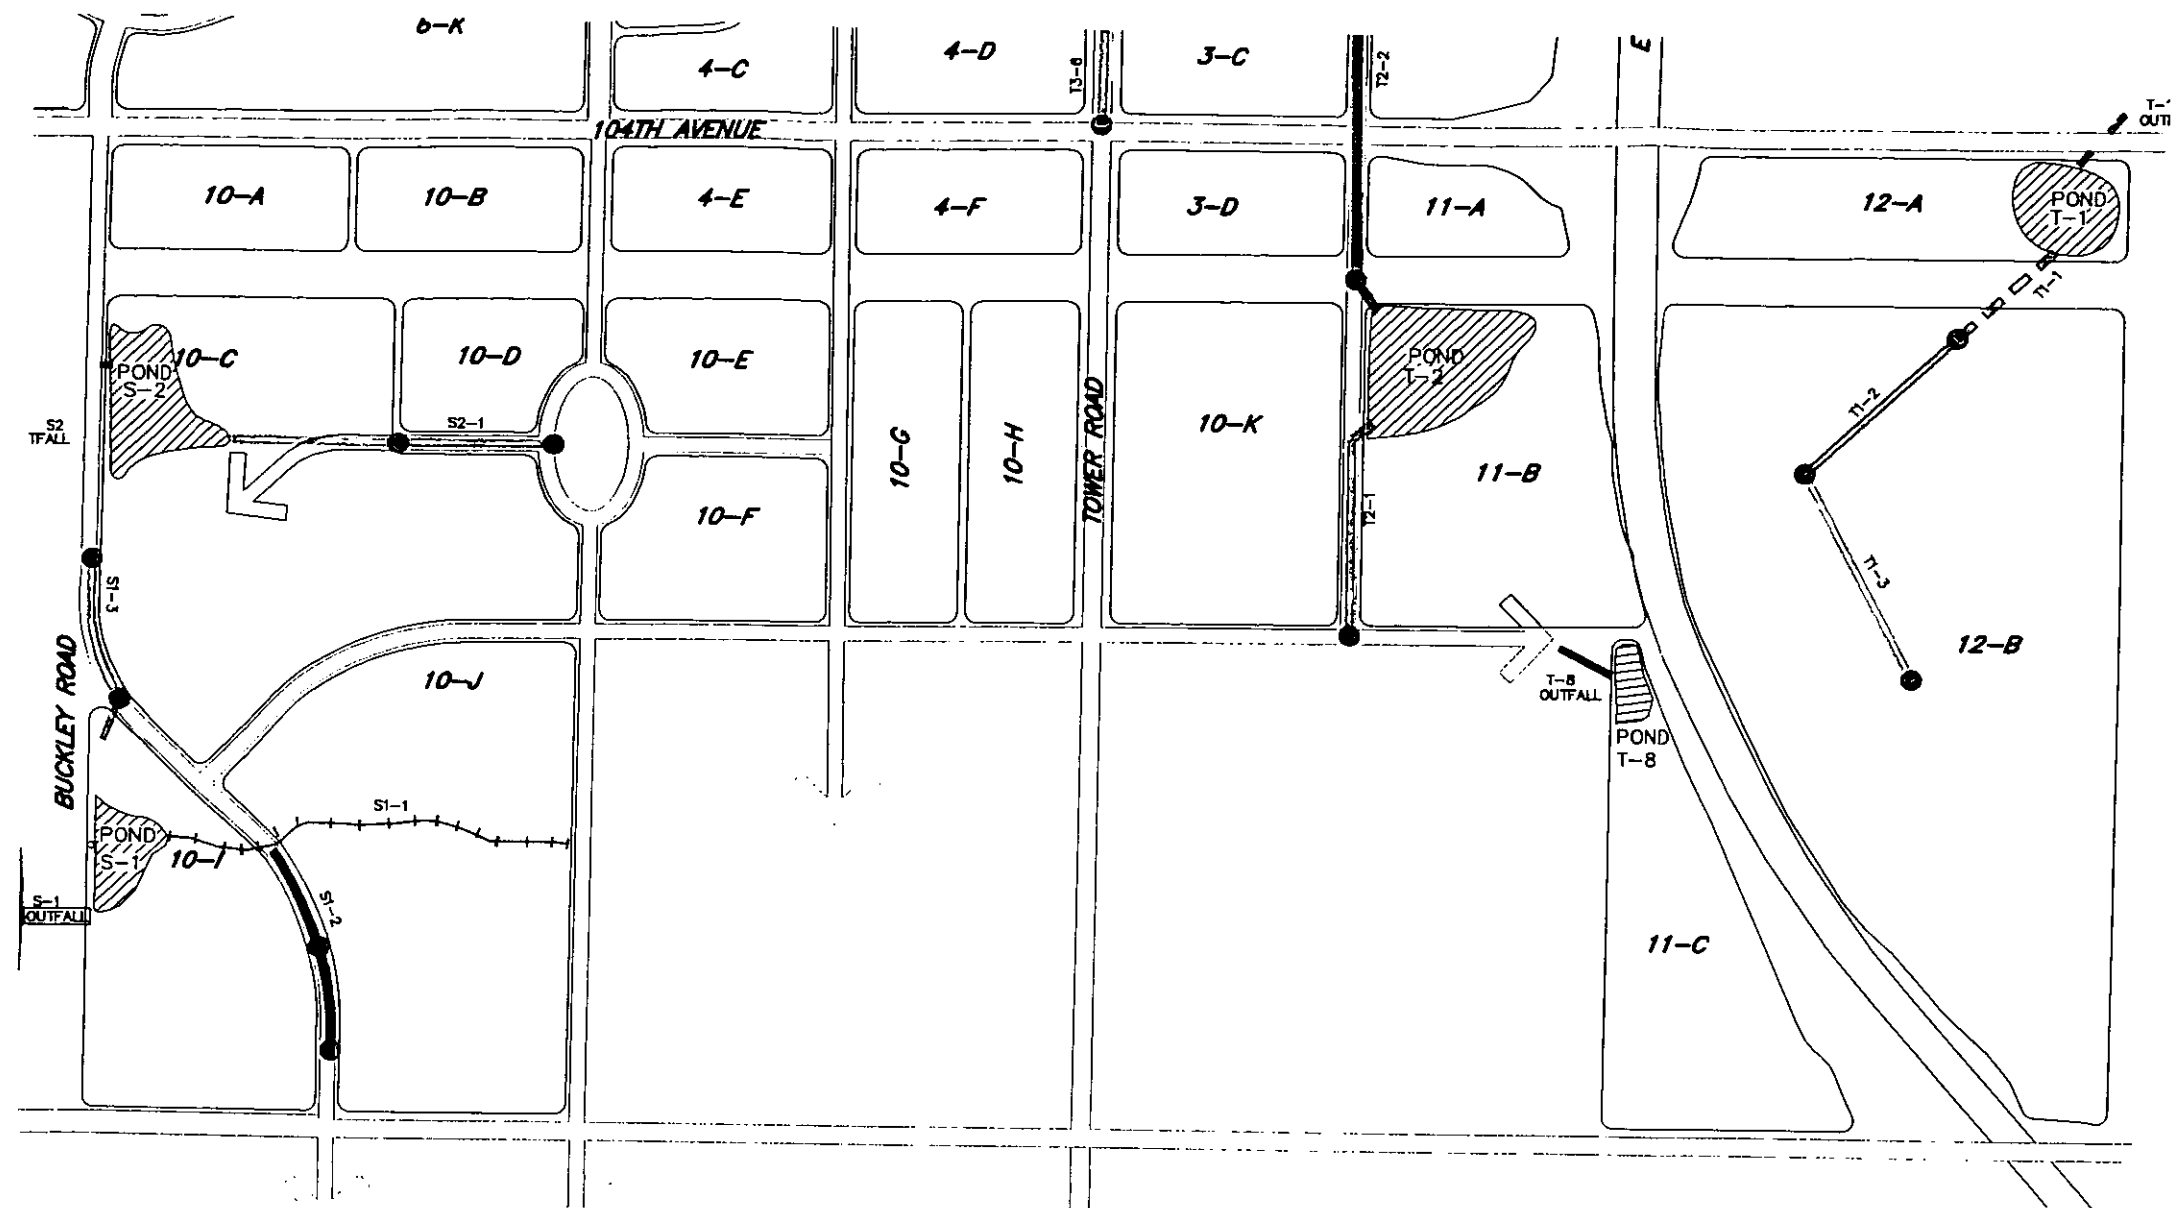 6-K
4-C
4-D
3-C
T3-6
T2-2
E
104TH AVENUE
T-1
OUT
10-A
10-B
4-E
4-F
3-D
11-A
12-A
POND
T-1
T1-1
10-C
POND
S-2
10-D
10-E
POND
T-2
S2
TFALL
S2-1
10-G
10-H
TOWER ROAD
10-K
T1-2
11-B
10-F
T2-1
S1-3
T1-3
BUCKLEY ROAD
10-J
12-B
T-8
OUTFALL
POND
T-8
S1-1
POND
S-1
10-I
S1-2
S-1
OUTFALL
11-C